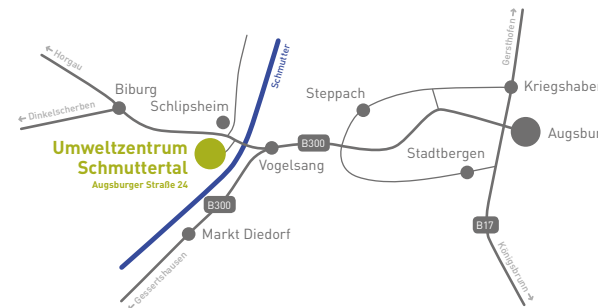 ← Horgau
Gersthofen →
Schmutter
Biburg
Kriegshaber
Steppach
Schlipsheim
← Dinkelscherben
Augsbur
B300
Umweltzentrum
Schmuttertal
Augsburger Straße 24
Vogelsang
Stadtbergen
B300
B17
Markt Diedorf
← Gessertshausen
Königsbrunn →